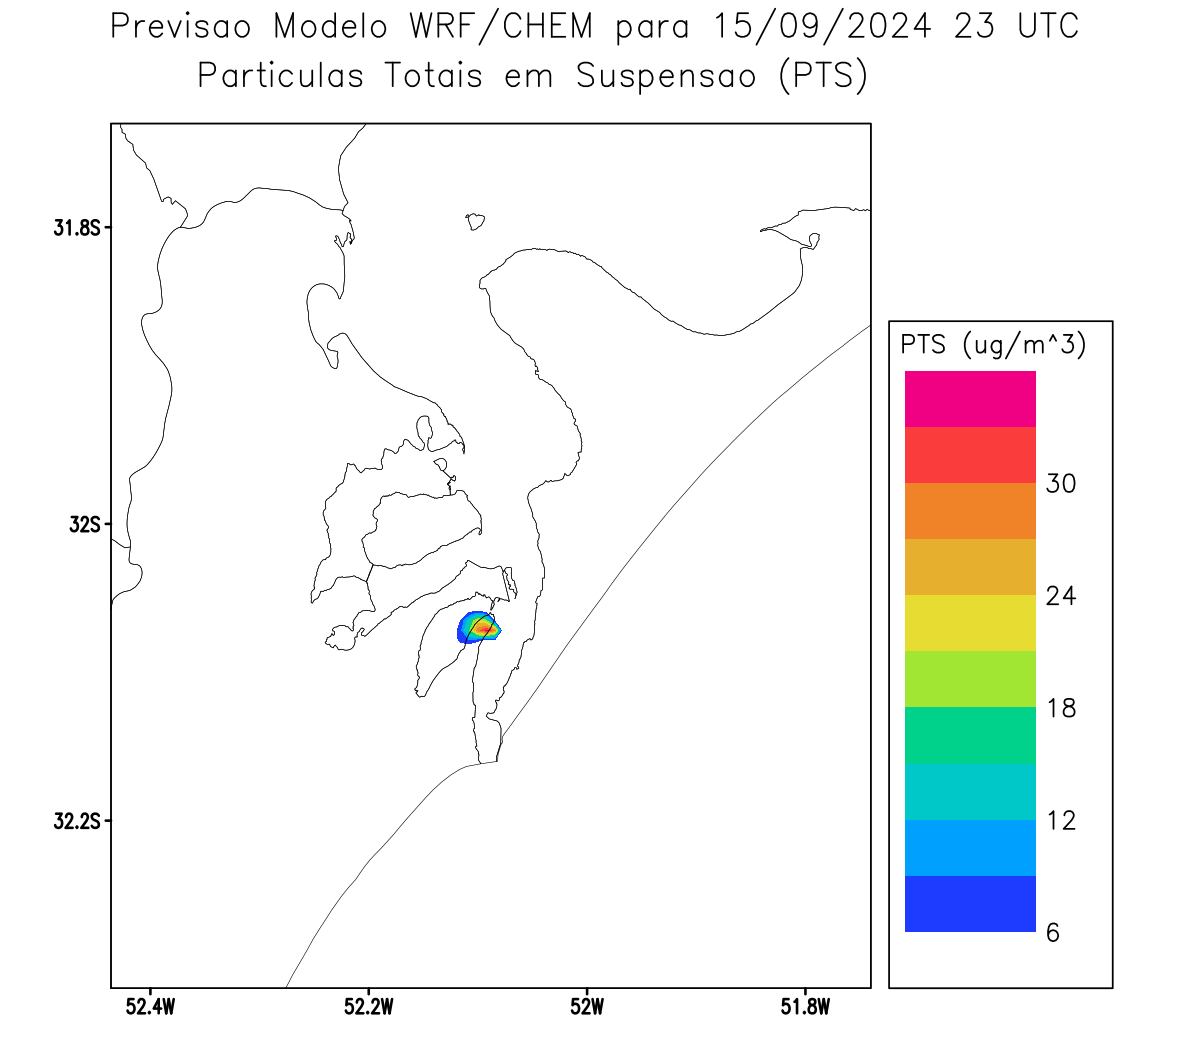 Previsao Modelo WRF/CHEM para 15/09/2024 23 UTC
Particulas Totais em Suspensao (PTS)
31.8S
32S
32.2S
52.4W
52.2W
52W
51.8W
PTS (ug/m^3)
30
24
18
12
6